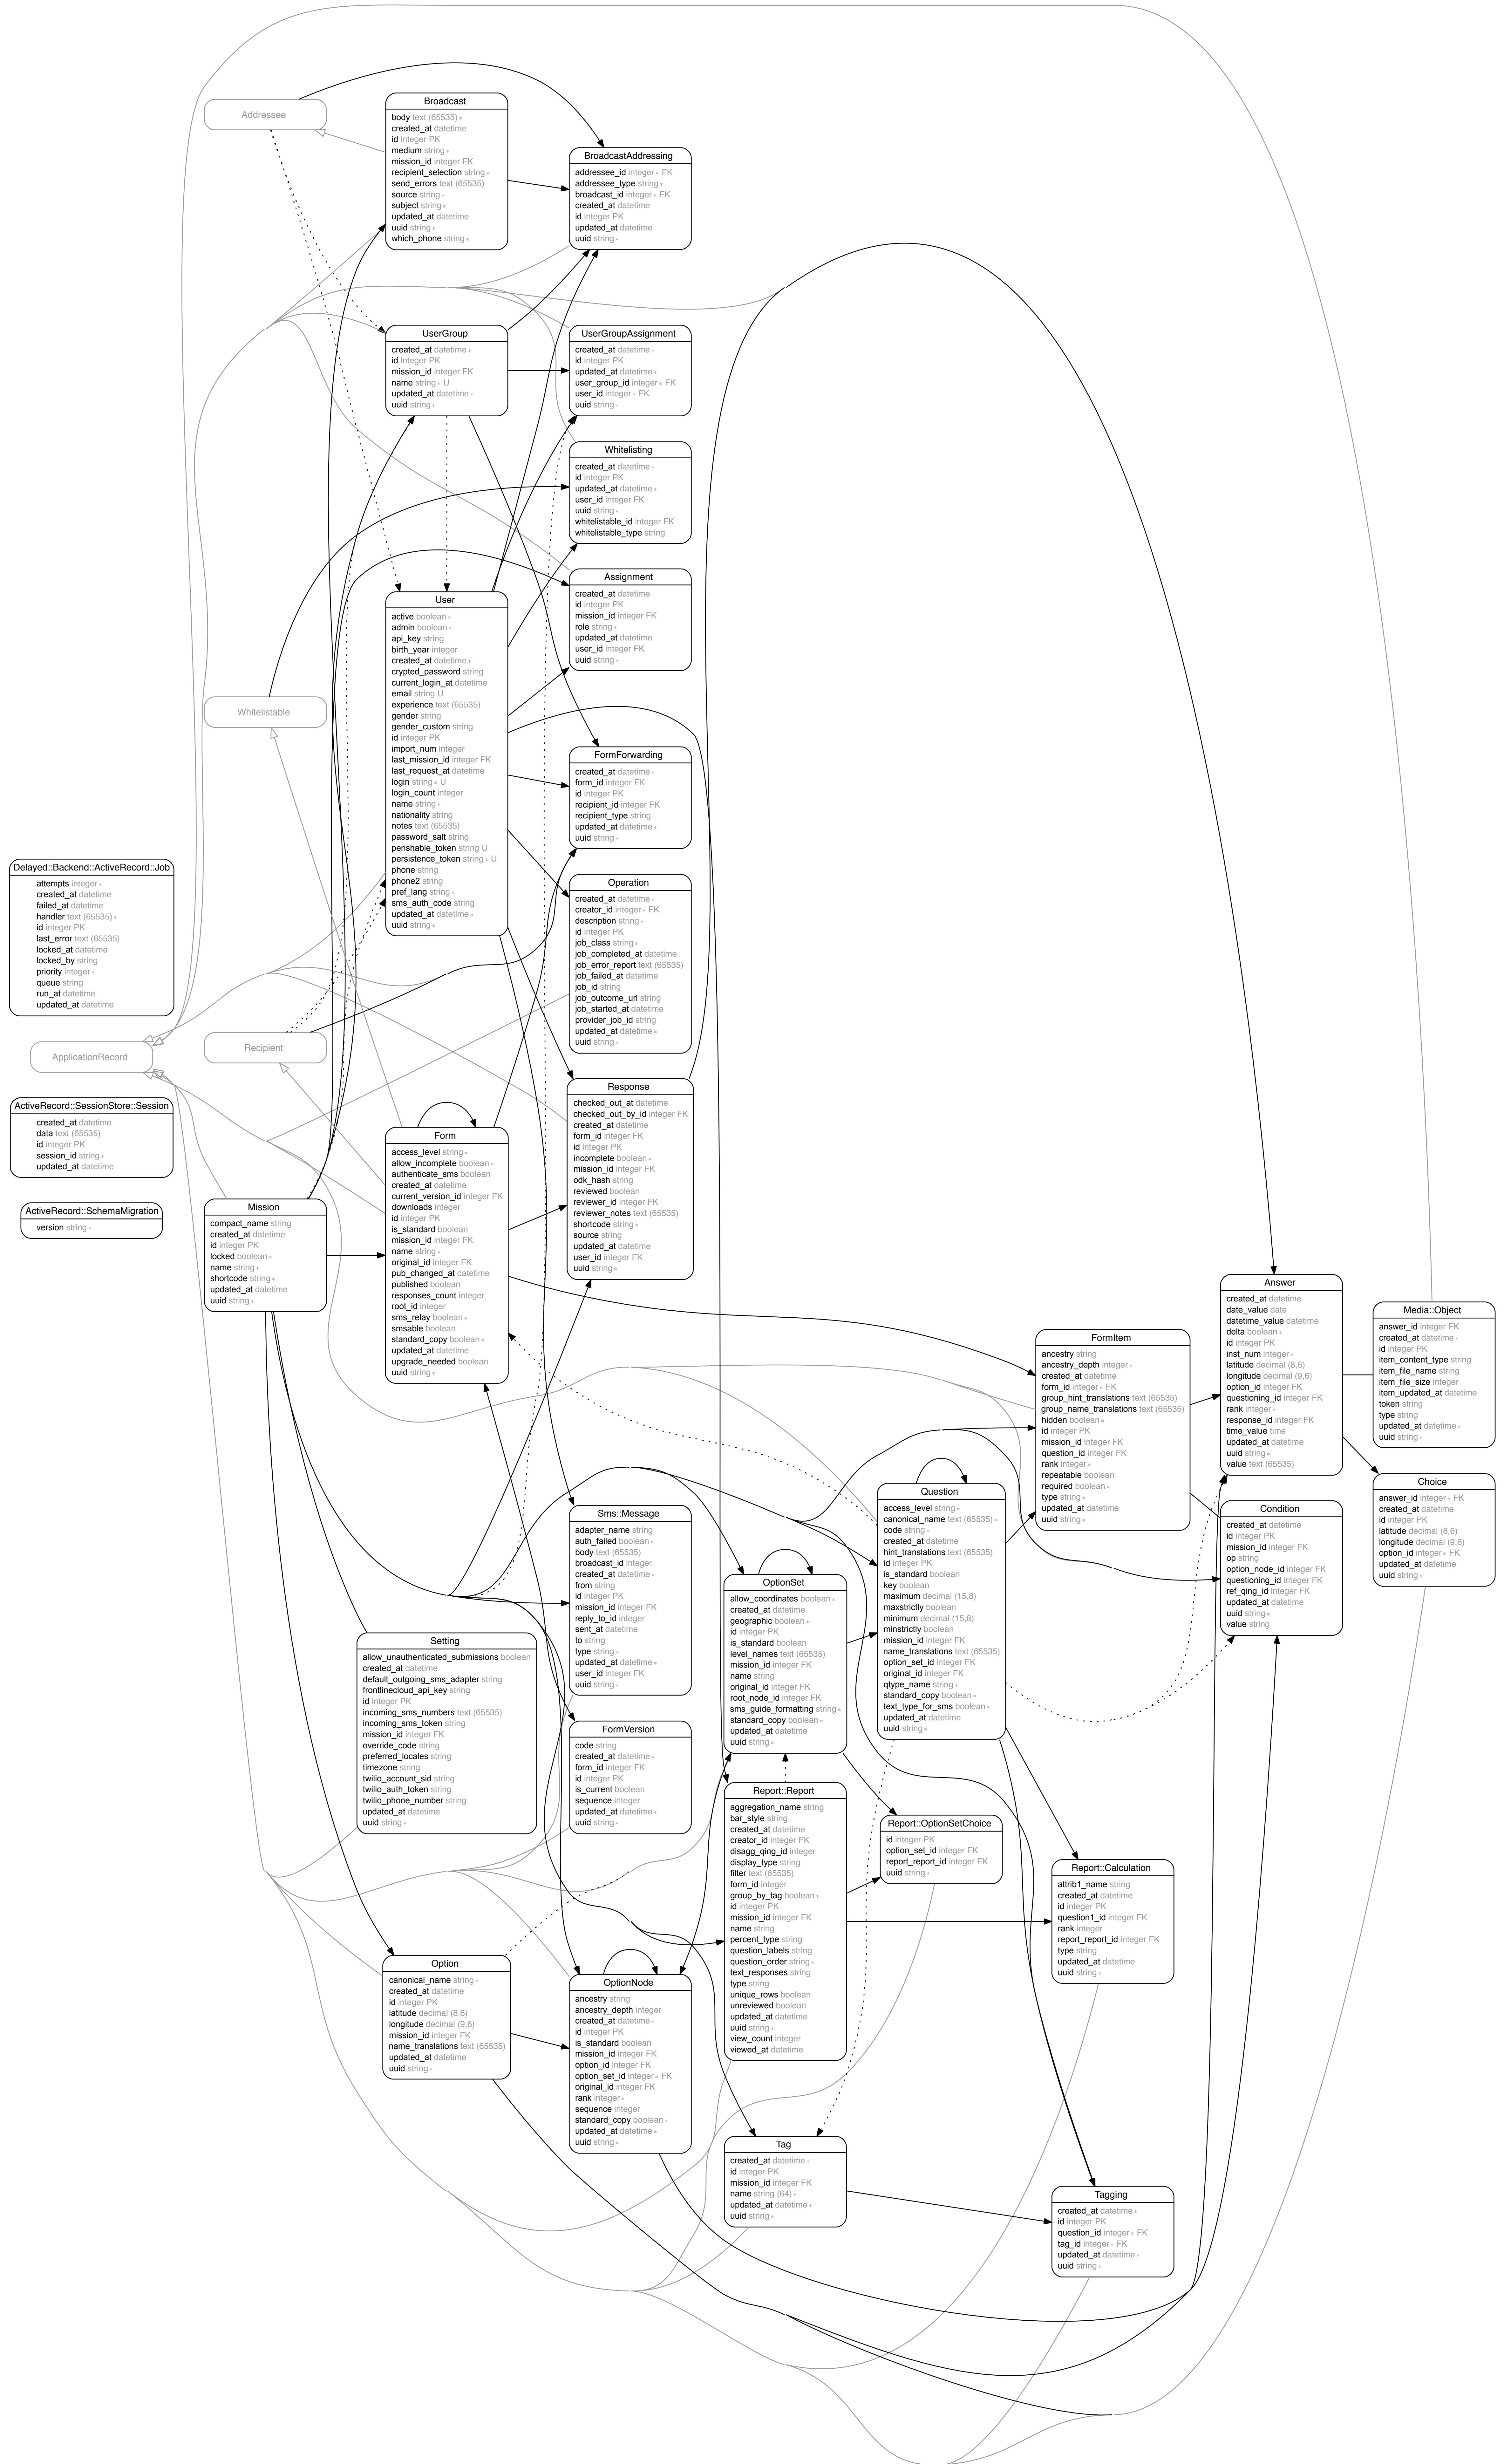 Addressee
Broadcast
body text (65535) ∗
created_at datetime
id integer PK
medium string ∗
mission_id integer FK
recipient_selection string ∗
send_errors text (65535)
source string ∗
subject string ∗
updated_at datetime
uuid string ∗
which_phone string ∗
BroadcastAddressing
addressee_id integer ∗ FK
addressee_type string ∗
broadcast_id integer ∗ FK
created_at datetime
id integer PK
updated_at datetime
uuid string ∗
UserGroup
created_at datetime ∗
id integer PK
mission_id integer FK
name string ∗ U
updated_at datetime ∗
uuid string ∗
UserGroupAssignment
created_at datetime ∗
id integer PK
updated_at datetime ∗
user_group_id integer ∗ FK
user_id integer ∗ FK
uuid string ∗
Whitelisting
created_at datetime ∗
id integer PK
updated_at datetime ∗
user_id integer FK
uuid string ∗
whitelistable_id integer FK
whitelistable_type string
Assignment
created_at datetime
id integer PK
mission_id integer FK
role string ∗
updated_at datetime
user_id integer FK
uuid string ∗
User
active boolean ∗
admin boolean ∗
api_key string
birth_year integer
created_at datetime ∗
crypted_password string
current_login_at datetime
email string U
experience text (65535)
gender string
gender_custom string
id integer PK
import_num integer
last_mission_id integer FK
last_request_at datetime
login string ∗ U
login_count integer
name string ∗
nationality string
notes text (65535)
password_salt string
perishable_token string U
persistence_token string ∗ U
phone string
phone2 string
pref_lang string ∗
sms_auth_code string
updated_at datetime ∗
uuid string ∗
Whitelistable
FormForwarding
created_at datetime ∗
form_id integer FK
id integer PK
recipient_id integer FK
recipient_type string
updated_at datetime ∗
uuid string ∗
Delayed::Backend::ActiveRecord::Job
attempts integer ∗
created_at datetime
failed_at datetime
handler text (65535) ∗
id integer PK
last_error text (65535)
locked_at datetime
locked_by string
priority integer ∗
queue string
run_at datetime
updated_at datetime
Operation
created_at datetime ∗
creator_id integer ∗ FK
description string ∗
id integer PK
job_class string ∗
job_completed_at datetime
job_error_report text (65535)
job_failed_at datetime
job_id string
job_outcome_url string
job_started_at datetime
provider_job_id string
updated_at datetime ∗
uuid string ∗
ApplicationRecord
Recipient
ActiveRecord::SessionStore::Session
created_at datetime
data text (65535)
id integer PK
session_id string ∗
updated_at datetime
Response
checked_out_at datetime
checked_out_by_id integer FK
created_at datetime
form_id integer FK
id integer PK
incomplete boolean ∗
mission_id integer FK
odk_hash string
reviewed boolean
reviewer_id integer FK
reviewer_notes text (65535)
shortcode string ∗
source string
updated_at datetime
user_id integer FK
uuid string ∗
Form
access_level string ∗
allow_incomplete boolean ∗
authenticate_sms boolean
created_at datetime
current_version_id integer FK
downloads integer
id integer PK
is_standard boolean
mission_id integer FK
name string ∗
original_id integer FK
pub_changed_at datetime
published boolean
responses_count integer
root_id integer
sms_relay boolean ∗
smsable boolean
standard_copy boolean ∗
updated_at datetime
upgrade_needed boolean
uuid string ∗
ActiveRecord::SchemaMigration
version string ∗
Mission
compact_name string
created_at datetime
id integer PK
locked boolean ∗
name string ∗
shortcode string ∗
updated_at datetime
uuid string ∗
Answer
created_at datetime
date_value date
datetime_value datetime
delta boolean ∗
id integer PK
inst_num integer ∗
latitude decimal (8,6)
longitude decimal (9,6)
option_id integer FK
questioning_id integer FK
rank integer ∗
response_id integer FK
time_value time
updated_at datetime
uuid string ∗
value text (65535)
Media::Object
answer_id integer FK
created_at datetime ∗
id integer PK
item_content_type string
item_file_name string
item_file_size integer
item_updated_at datetime
token string
type string
updated_at datetime ∗
uuid string ∗
FormItem
ancestry string
ancestry_depth integer ∗
created_at datetime
form_id integer ∗ FK
group_hint_translations text (65535)
group_name_translations text (65535)
hidden boolean ∗
id integer PK
mission_id integer FK
question_id integer FK
rank integer ∗
repeatable boolean
required boolean ∗
type string ∗
updated_at datetime
uuid string ∗
Choice
answer_id integer ∗ FK
created_at datetime
id integer PK
latitude decimal (8,6)
longitude decimal (9,6)
option_id integer ∗ FK
updated_at datetime
uuid string ∗
Question
access_level string ∗
canonical_name text (65535) ∗
code string ∗
created_at datetime
hint_translations text (65535)
id integer PK
is_standard boolean
key boolean
maximum decimal (15,8)
maxstrictly boolean
minimum decimal (15,8)
minstrictly boolean
mission_id integer FK
name_translations text (65535)
option_set_id integer FK
original_id integer FK
qtype_name string ∗
standard_copy boolean ∗
text_type_for_sms boolean ∗
updated_at datetime
uuid string ∗
Condition
created_at datetime
id integer PK
mission_id integer FK
op string
option_node_id integer FK
questioning_id integer FK
ref_qing_id integer FK
updated_at datetime
uuid string ∗
value string
Sms::Message
adapter_name string
auth_failed boolean ∗
body text (65535)
broadcast_id integer
created_at datetime ∗
from string
id integer PK
mission_id integer FK
reply_to_id integer
sent_at datetime
to string
type string ∗
updated_at datetime ∗
user_id integer FK
uuid string ∗
OptionSet
allow_coordinates boolean ∗
created_at datetime
geographic boolean ∗
id integer PK
is_standard boolean
level_names text (65535)
mission_id integer FK
name string
original_id integer FK
root_node_id integer FK
sms_guide_formatting string ∗
standard_copy boolean ∗
updated_at datetime
uuid string ∗
Setting
allow_unauthenticated_submissions boolean
created_at datetime
default_outgoing_sms_adapter string
frontlinecloud_api_key string
id integer PK
incoming_sms_numbers text (65535)
incoming_sms_token string
mission_id integer FK
override_code string
preferred_locales string
timezone string
twilio_account_sid string
twilio_auth_token string
twilio_phone_number string
updated_at datetime
uuid string ∗
FormVersion
code string
created_at datetime ∗
form_id integer FK
id integer PK
is_current boolean
sequence integer
updated_at datetime ∗
uuid string ∗
Report::Report
aggregation_name string
bar_style string
created_at datetime
creator_id integer FK
disagg_qing_id integer
display_type string
filter text (65535)
form_id integer
group_by_tag boolean ∗
id integer PK
mission_id integer FK
name string
percent_type string
question_labels string
question_order string ∗
text_responses string
type string
unique_rows boolean
unreviewed boolean
updated_at datetime
uuid string ∗
view_count integer
viewed_at datetime
Report::OptionSetChoice
id integer PK
option_set_id integer FK
report_report_id integer FK
uuid string ∗
Report::Calculation
attrib1_name string
created_at datetime
id integer PK
question1_id integer FK
rank integer
report_report_id integer FK
type string
updated_at datetime
uuid string ∗
Option
canonical_name string ∗
created_at datetime
id integer PK
latitude decimal (8,6)
longitude decimal (9,6)
mission_id integer FK
name_translations text (65535)
updated_at datetime
uuid string ∗
OptionNode
ancestry string
ancestry_depth integer
created_at datetime ∗
id integer PK
is_standard boolean
mission_id integer FK
option_id integer FK
option_set_id integer ∗ FK
original_id integer FK
rank integer ∗
sequence integer
standard_copy boolean ∗
updated_at datetime ∗
uuid string ∗
Tag
created_at datetime ∗
id integer PK
mission_id integer FK
name string (64) ∗
updated_at datetime ∗
uuid string ∗
Tagging
created_at datetime ∗
id integer PK
question_id integer ∗ FK
tag_id integer ∗ FK
updated_at datetime ∗
uuid string ∗